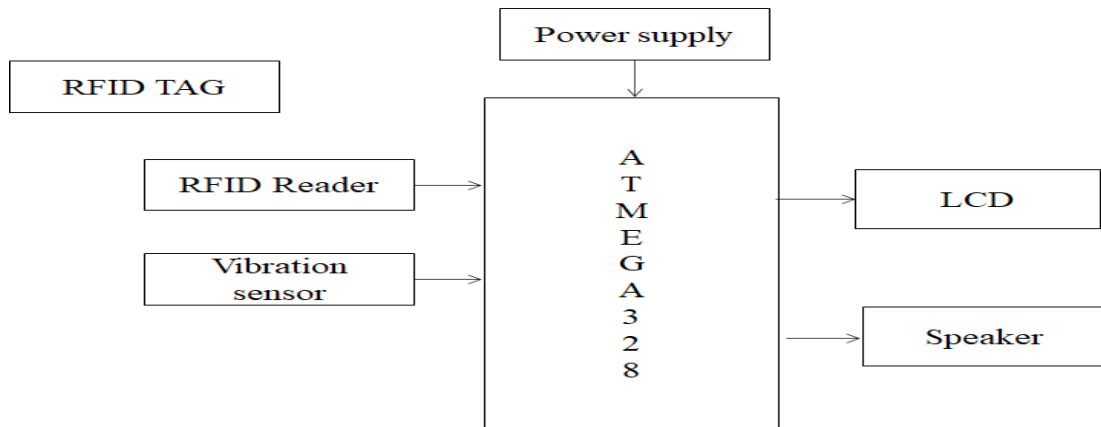 Power supply
RFID TAG
RFID Reader
Vibration
sensor
A
T
M
E
G
A
3
2
8
LCD
Speaker